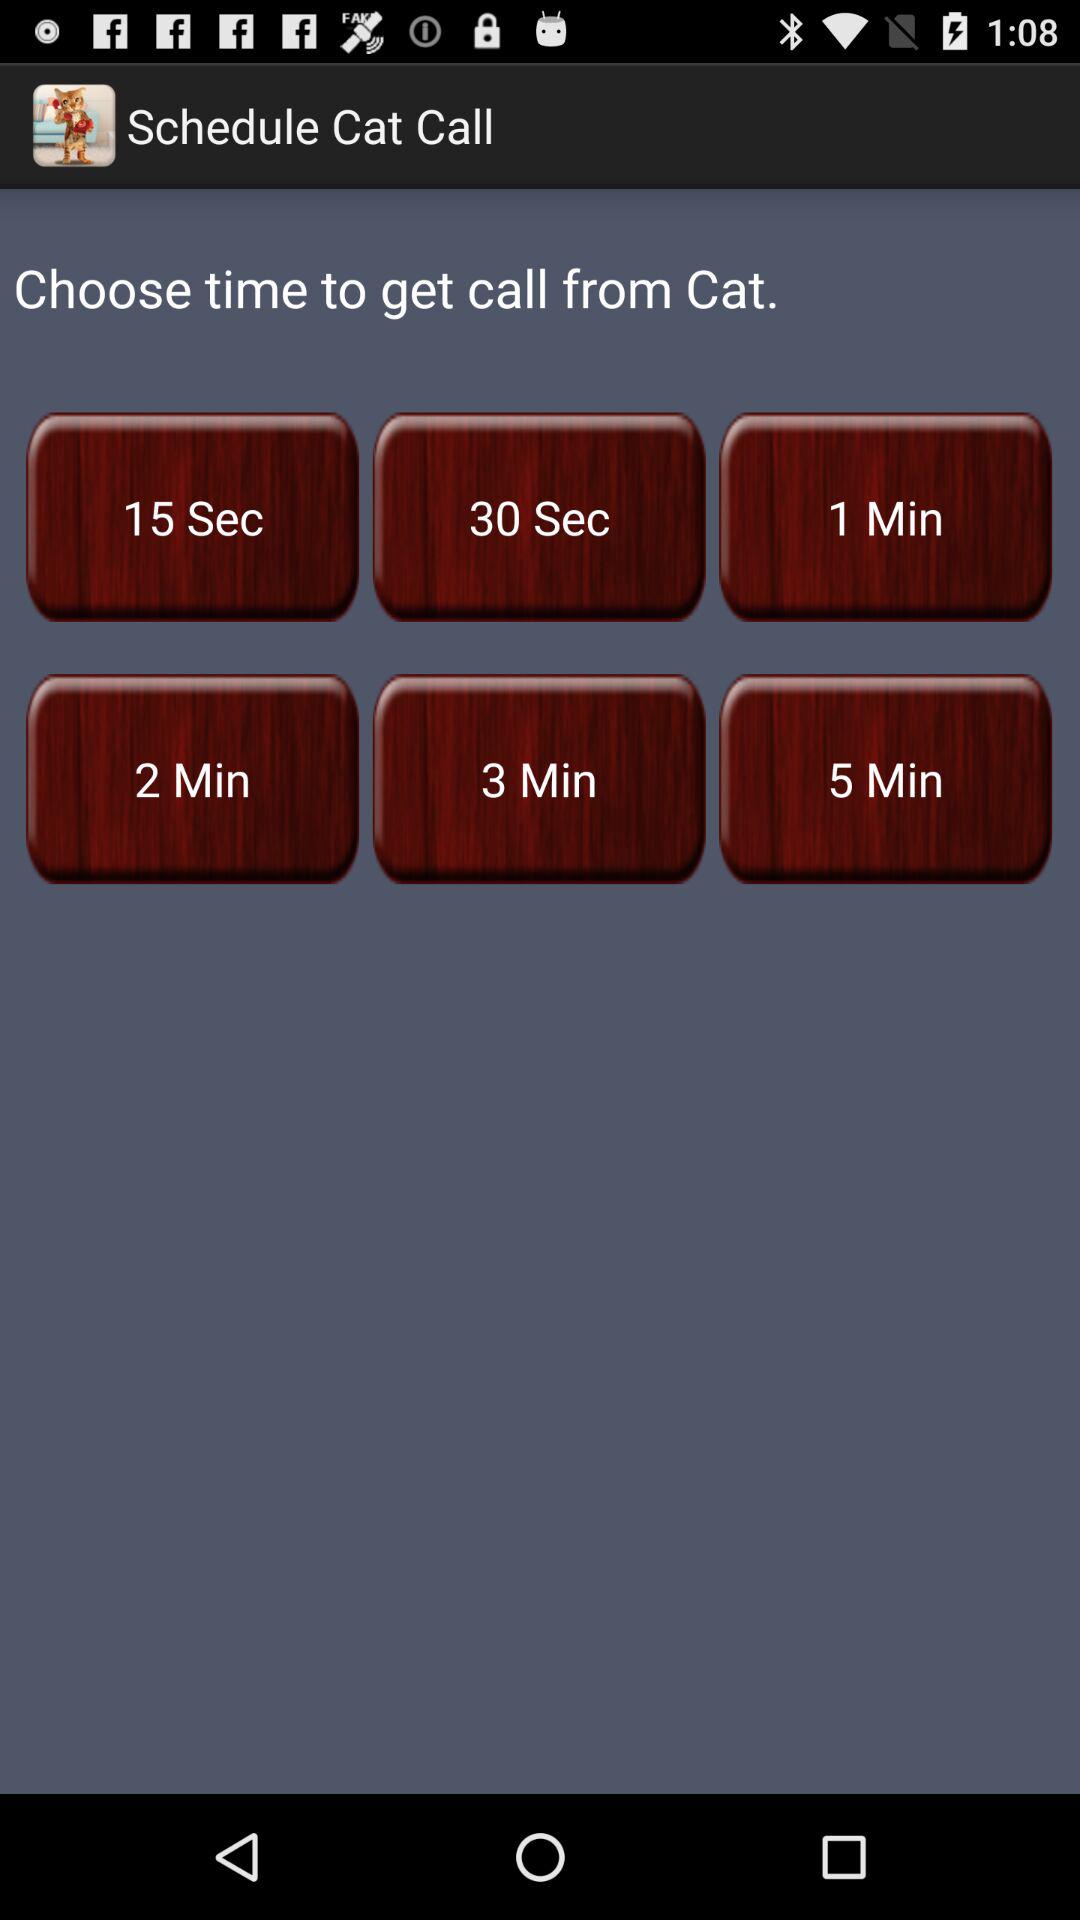 1:08
Schedule Cat Call
Choose time to get call from Cat.
15 Sec 30 Sec 1 Min
2 Min 3 Min 5 Min